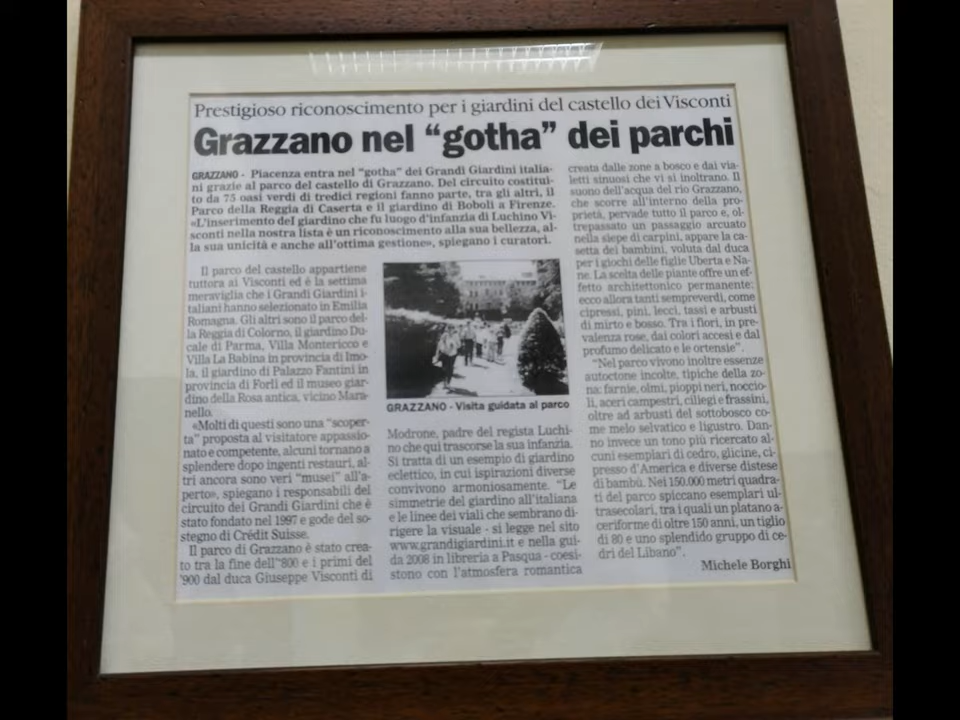 Prestigioso riconoscimento per i giardini del castello dei Visconti
Grazzano nel “gotha” dei parchi
GRAZZANO - Piacenza entra nel “gotha” dei Grandi Giardini italia-
ni grazie al parco del castello di Grazzano. Del circuito costitui-
to da 75 oasi verdi di tredici regioni fanno parte, tra gli altri, il
Parco della Reggia di Caserta e il giardino di Boboli a Firenze.
«L'inserimento del giardino che fu luogo d'infanzia di Luchino Vi-
sconti nella nostra lista è un riconoscimento alla sua bellezza, al-
la sua unicità e anche all'ottima gestione», spiegano i curatori.
Il parco del castello appartiene
tuttora ai Visconti ed è la settima
meraviglia che i Grandi Giardini i-
taliani hanno selezionato in Emilia
Romagna. Gli altri sono il parco del-
la Reggia di Colorno, il giardino Du-
cale di Parma, Villa Montericco e
Villa La Babina in provincia di Imo-
la, il giardino di Palazzo Fantini in
provincia di Forlì ed il museo giar-
dino della Rosa antica, vicino Mara-
nello.
«Molti di questi sono una “scoper-
ta” proposta al visitatore appassio-
nato e competente, alcuni tornano a
splendere dopo ingenti restauri, al-
tri ancora sono veri “musei” all'a-
perto», spiegano i responsabili del
circuito dei Grandi Giardini che è
stato fondato nel 1997 e gode del so-
stegno di Crédit Suisse.
Il parco di Grazzano è stato crea-
to tra la fine dell'‘800 e i primi del
'900 dal duca Giuseppe Visconti di
GRAZZANO - Visita guidata al parco
Modrone, padre del regista Luchi-
no che qui trascorse la sua infanzia.
Si tratta di un esempio di giardino
eclettico, in cui ispirazioni diverse
convivono armoniosamente. “Le
simmetrie del giardino all'italiana
e le linee dei viali che sembrano di-
rigere la visuale - si legge nel sito
www.grandigiardini.it e nella gui-
da 2008 in libreria a Pasqua - coesi-
stono con l'atmosfera romantica
creata dalle zone a bosco e dai via-
letti sinuosi che vi si inoltrano. Il
suono dell'acqua del rio Grazzano,
che scorre all'interno della pro-
prietà, pervade tutto il parco e, ol-
trepassato un passaggio arcuato
nella siepe di carpini, appare la ca-
setta dei bambini, voluta dal duca
per i giochi delle figlie Uberta e Na-
ne. La scelta delle piante offre un ef-
fetto architettonico permanente:
ecco allora tanti sempreverdi, come
cipressi, pini, lecci, tassi e arbusti
di mirto e bosso. Tra i fiori, in pre-
valenza rose, dai colori accesi e dal
profumo delicato e le ortensie”.
“Nel parco vivono inoltre essenze
autoctone incolte, tipiche della zo-
na: farnie, olmi, pioppi neri, noccio-
li, aceri campestri, ciliegi e frassini,
oltre ad arbusti del sottobosco co-
me melo selvatico e ligustro. Dan-
no invece un tono più ricercato al-
cuni esemplari di cedro, glicine, ci-
presso d'America e diverse distese
di bambù. Nei 150.000 metri quadra-
ti del parco spiccano esemplari ul-
trasecolari, tra i quali un platano a-
ceriforme di oltre 150 anni, un tiglio
di 80 e uno splendido gruppo di ce-
dri del Libano”.
Michele Borghi